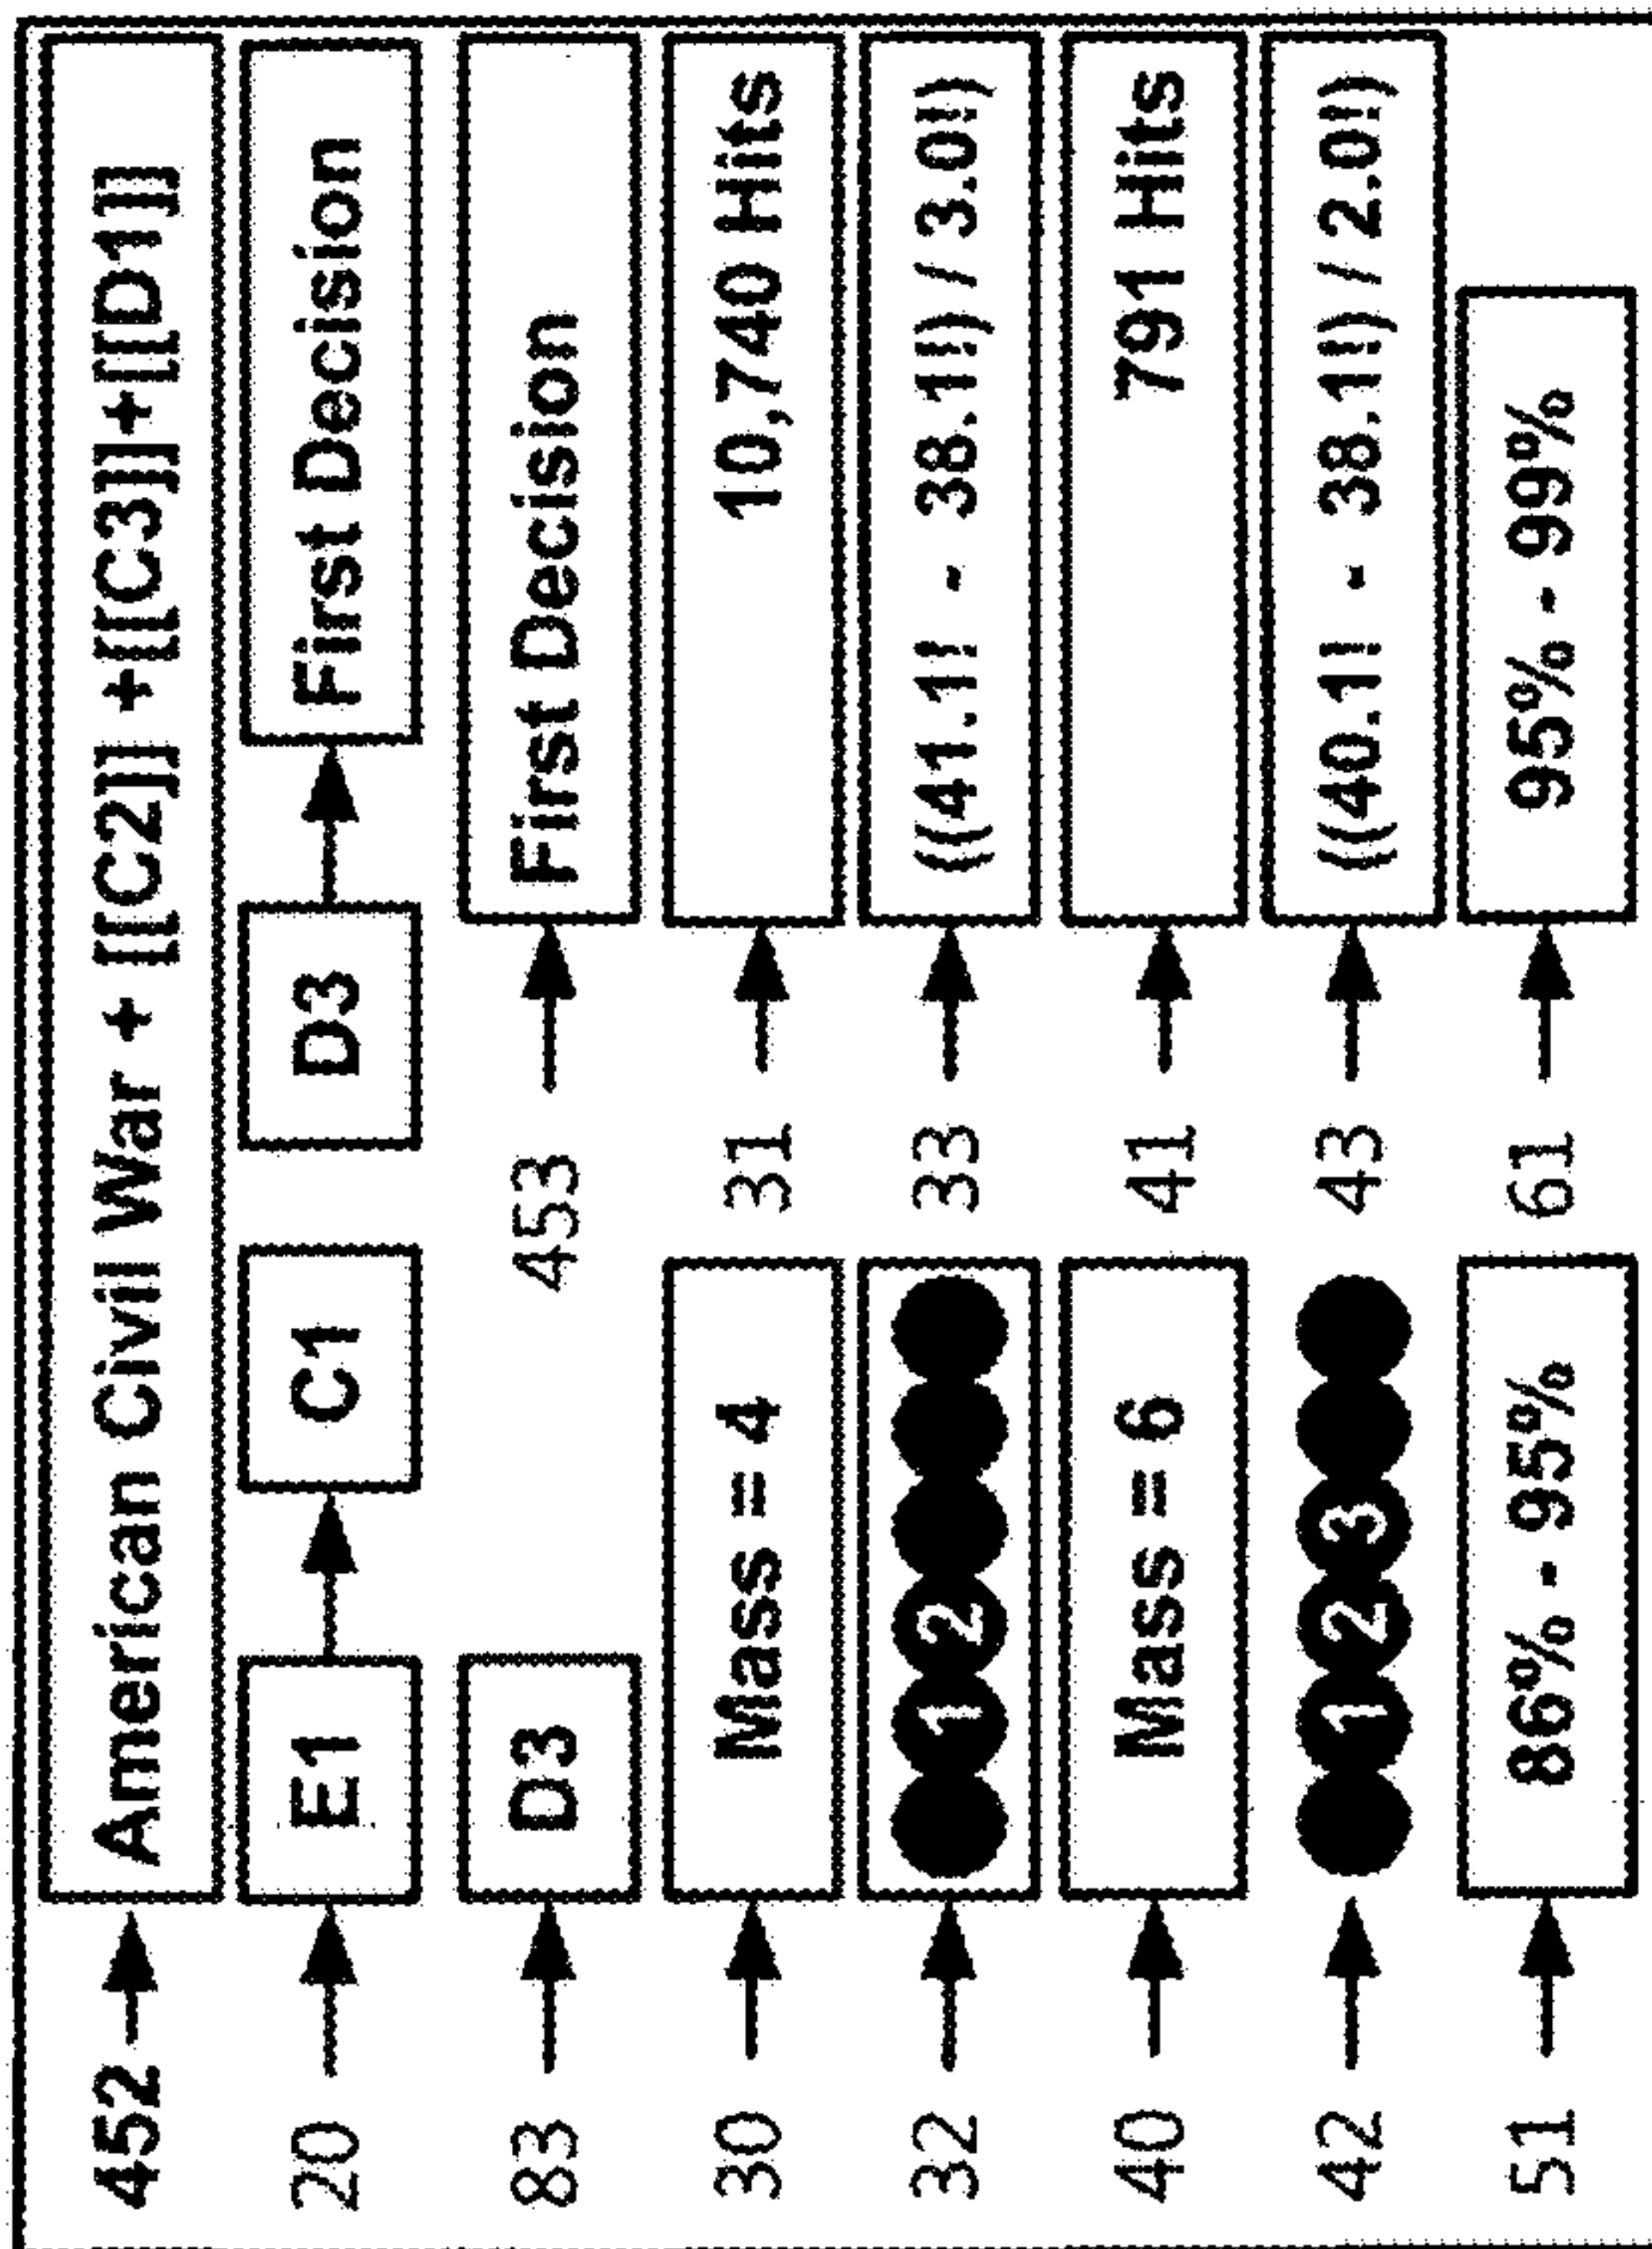 452 American Civil War + [[C2]] +[[C3]]+[[D1]]
20 E1 C1 D3 First Decision
83 D3 453 First Decision
30 Mass = 4 31 10,740 Hits
32 1 2 33 ((41.1! - 38.1!!) / 3.0!!)
40 Mass = 6 41 791 Hits
42 1 2 3 43 ((40.1! - 38.1!!) / 2.0!!)
51 86% - 95% 61 95% - 99%